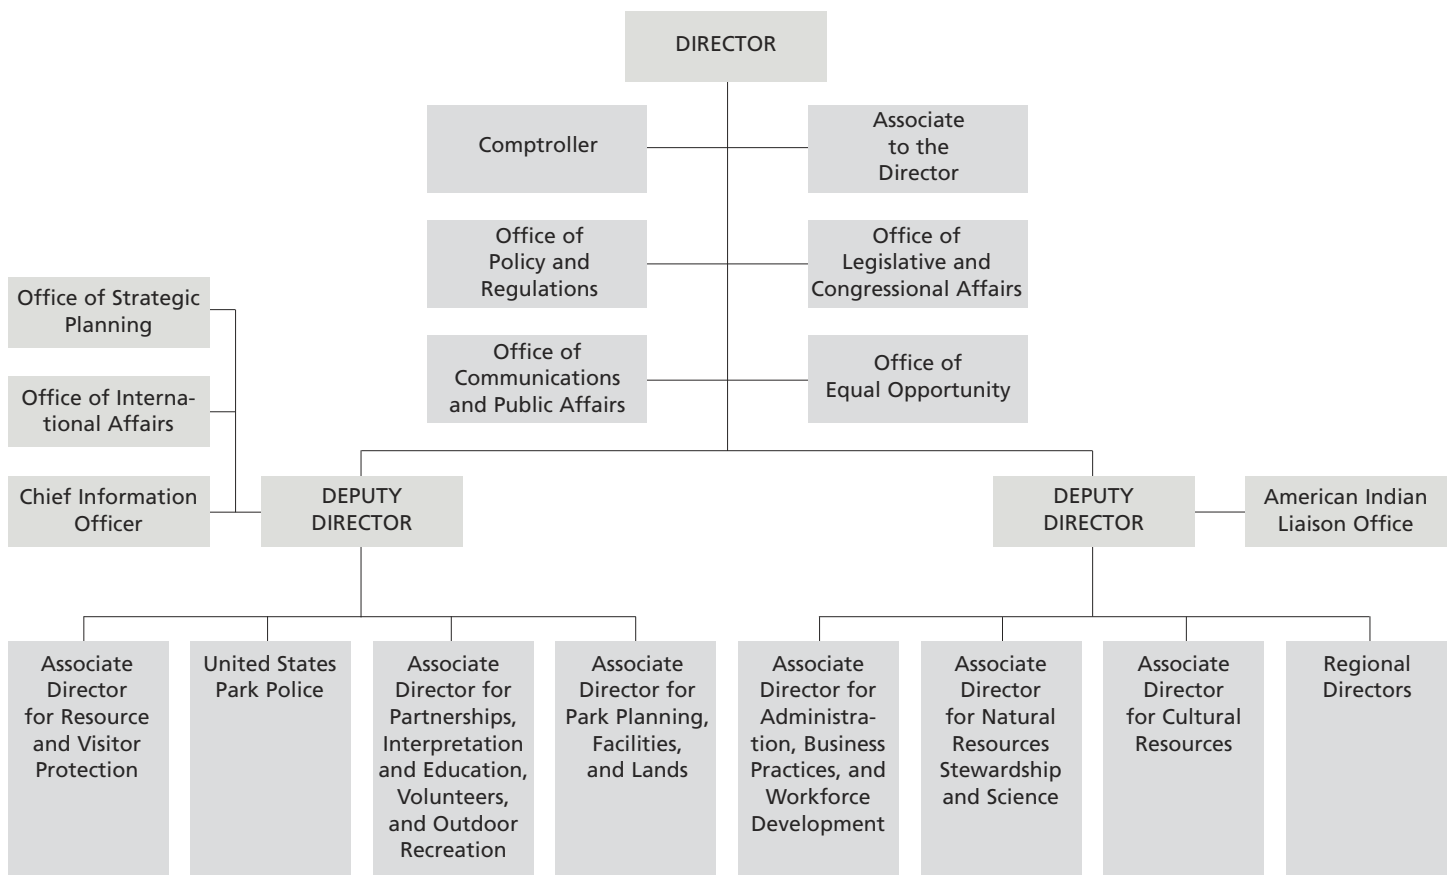 DIRECTOR
Comptroller
Associate
to the
Director
Office of
Policy and
Regulations
Office of
Legislative and
Congressional Affairs
Office of
Communications
and Public Affairs
Office of
Equal Opportunity
Office of Strategic
Planning
Office of Interna-
tional Affairs
Chief Information
Officer
DEPUTY
DIRECTOR
DEPUTY
DIRECTOR
American Indian
Liaison Office
Associate
Director
for Resource
and Visitor
Protection
United States
Park Police
Associate
Director for
Partnerships,
Interpretation
and Education,
Volunteers,
and Outdoor
Recreation
Associate
Director for
Park Planning,
Facilities,
and Lands
Associate
Director for
Administra-
tion, Business
Practices, and
Workforce
Development
Associate
Director
for Natural
Resources
Stewardship
and Science
Associate
Director
for Cultural
Resources
Regional
Directors